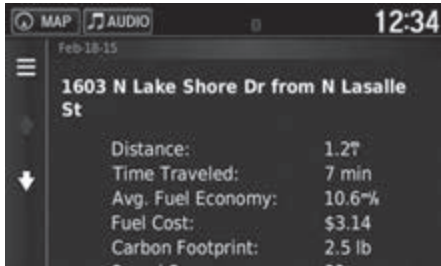 MAP AUDIO 12:34
Feb-18-15
1603 N Lake Shore Dr from N Lasalle
St
Distance: 1.2
Time Traveled: 7 min
Avg. Fuel Economy: 10.6
Fuel Cost: $3.14
Carbon Footprint: 2.5 lb